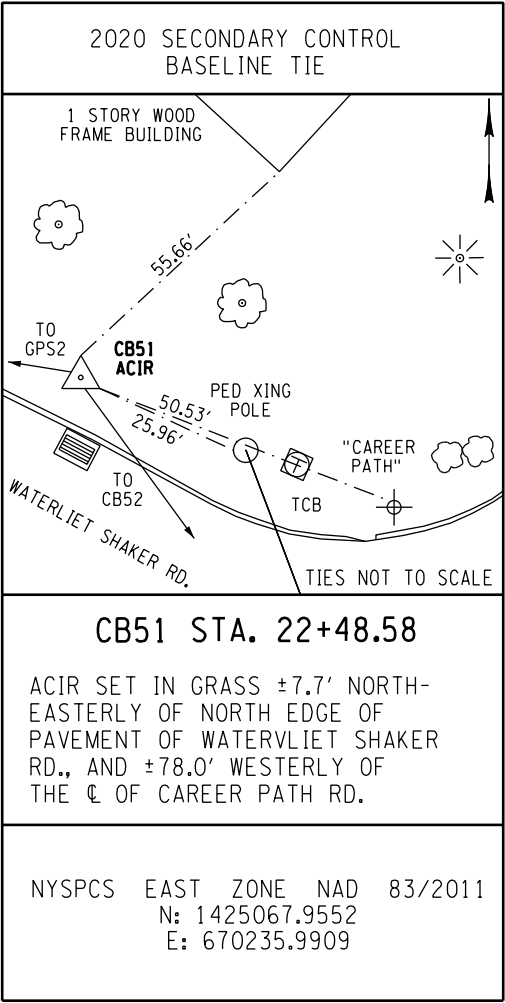 2020 SECONDARY CONTROL
BASELINE TIE
1 STORY WOOD
FRAME BUILDING
55.66'
TO
GPS2
CB51
ACIR
50.53'
25.96'
PED XING
POLE
"CAREER
PATH"
T
TCB
TO
CB52
WATERLIET SHAKER RD.
TIES NOT TO SCALE
CB51 STA. 22+48.58
ACIR SET IN GRASS ±7.7' NORTH-
EASTERLY OF NORTH EDGE OF
PAVEMENT OF WATERVLIET SHAKER
RD., AND ±78.0' WESTERLY OF
THE ℄ OF CAREER PATH RD.
NYSPCS EAST ZONE NAD 83/2011
N: 1425067.9552
E: 670235.9909